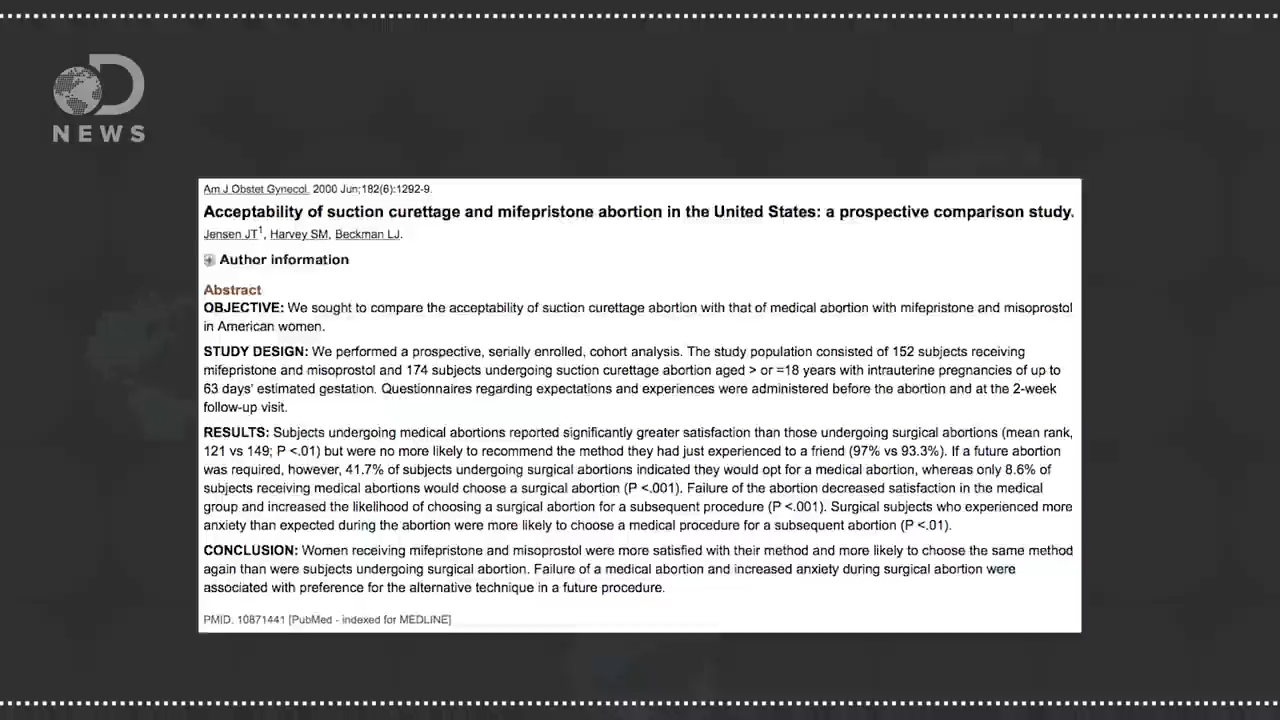 NEWS
Am J Obstet Gynecol. 2000 Jun;182(6):1292-9.
Acceptability of suction curettage and mifepristone abortion in the United States: a prospective comparison study.
Jensen JT1, Harvey SM, Beckman LJ.
Author information
Abstract
OBJECTIVE: We sought to compare the acceptability of suction curettage abortion with that of medical abortion with mifepristone and misoprostol
in American women.
STUDY DESIGN: We performed a prospective, serially enrolled, cohort analysis. The study population consisted of 152 subjects receiving
mifepristone and misoprostol and 174 subjects undergoing suction curettage abortion aged > or =18 years with intrauterine pregnancies of up to
63 days' estimated gestation. Questionnaires regarding expectations and experiences were administered before the abortion and at the 2-week
follow-up visit.
RESULTS: Subjects undergoing medical abortions reported significantly greater satisfaction than those undergoing surgical abortions (mean rank,
121 vs 149; P <.01) but were no more likely to recommend the method they had just experienced to a friend (97% vs 93.3%). If a future abortion
was required, however, 41.7% of subjects undergoing surgical abortions indicated they would opt for a medical abortion, whereas only 8.6% of
subjects receiving medical abortions would choose a surgical abortion (P <.001). Failure of the abortion decreased satisfaction in the medical
group and increased the likelihood of choosing a surgical abortion for a subsequent procedure (P <.001). Surgical subjects who experienced more
anxiety than expected during the abortion were more likely to choose a medical procedure for a subsequent abortion (P <.01).
CONCLUSION: Women receiving mifepristone and misoprostol were more satisfied with their method and more likely to choose the same method
again than were subjects undergoing surgical abortion. Failure of a medical abortion and increased anxiety during surgical abortion were
associated with preference for the alternative technique in a future procedure.
PMID. 10871441 [PubMed - indexed for MEDLINE]